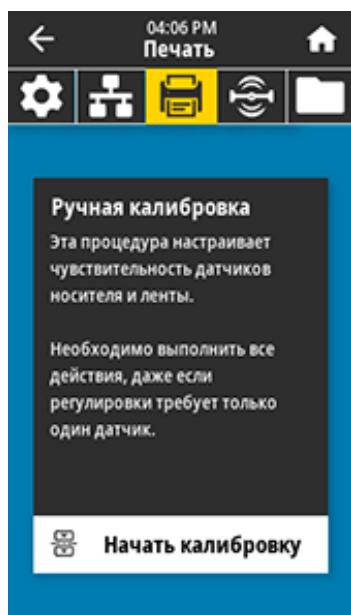 04:06 PM
Печать
Ручная калибровка
Эта процедура настраивает
чувствительность датчиков
носителя и ленты.
Необходимо выполнить все
действия, даже если
регулировки требует только
один датчик.
Начать калибровку